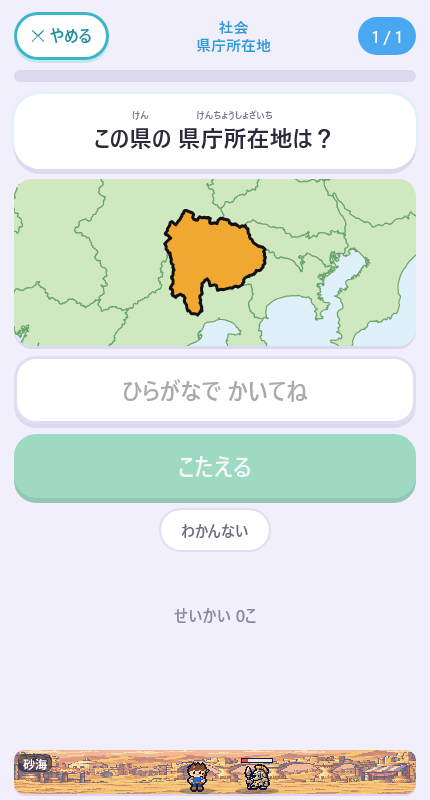 × やめる
社会
県庁所在地
1 / 1
けん けんちょうしょざいち
この県の 県庁所在地は？
ひらがなで かいてね
こたえる
わかんない
せいかい 0こ
砂海